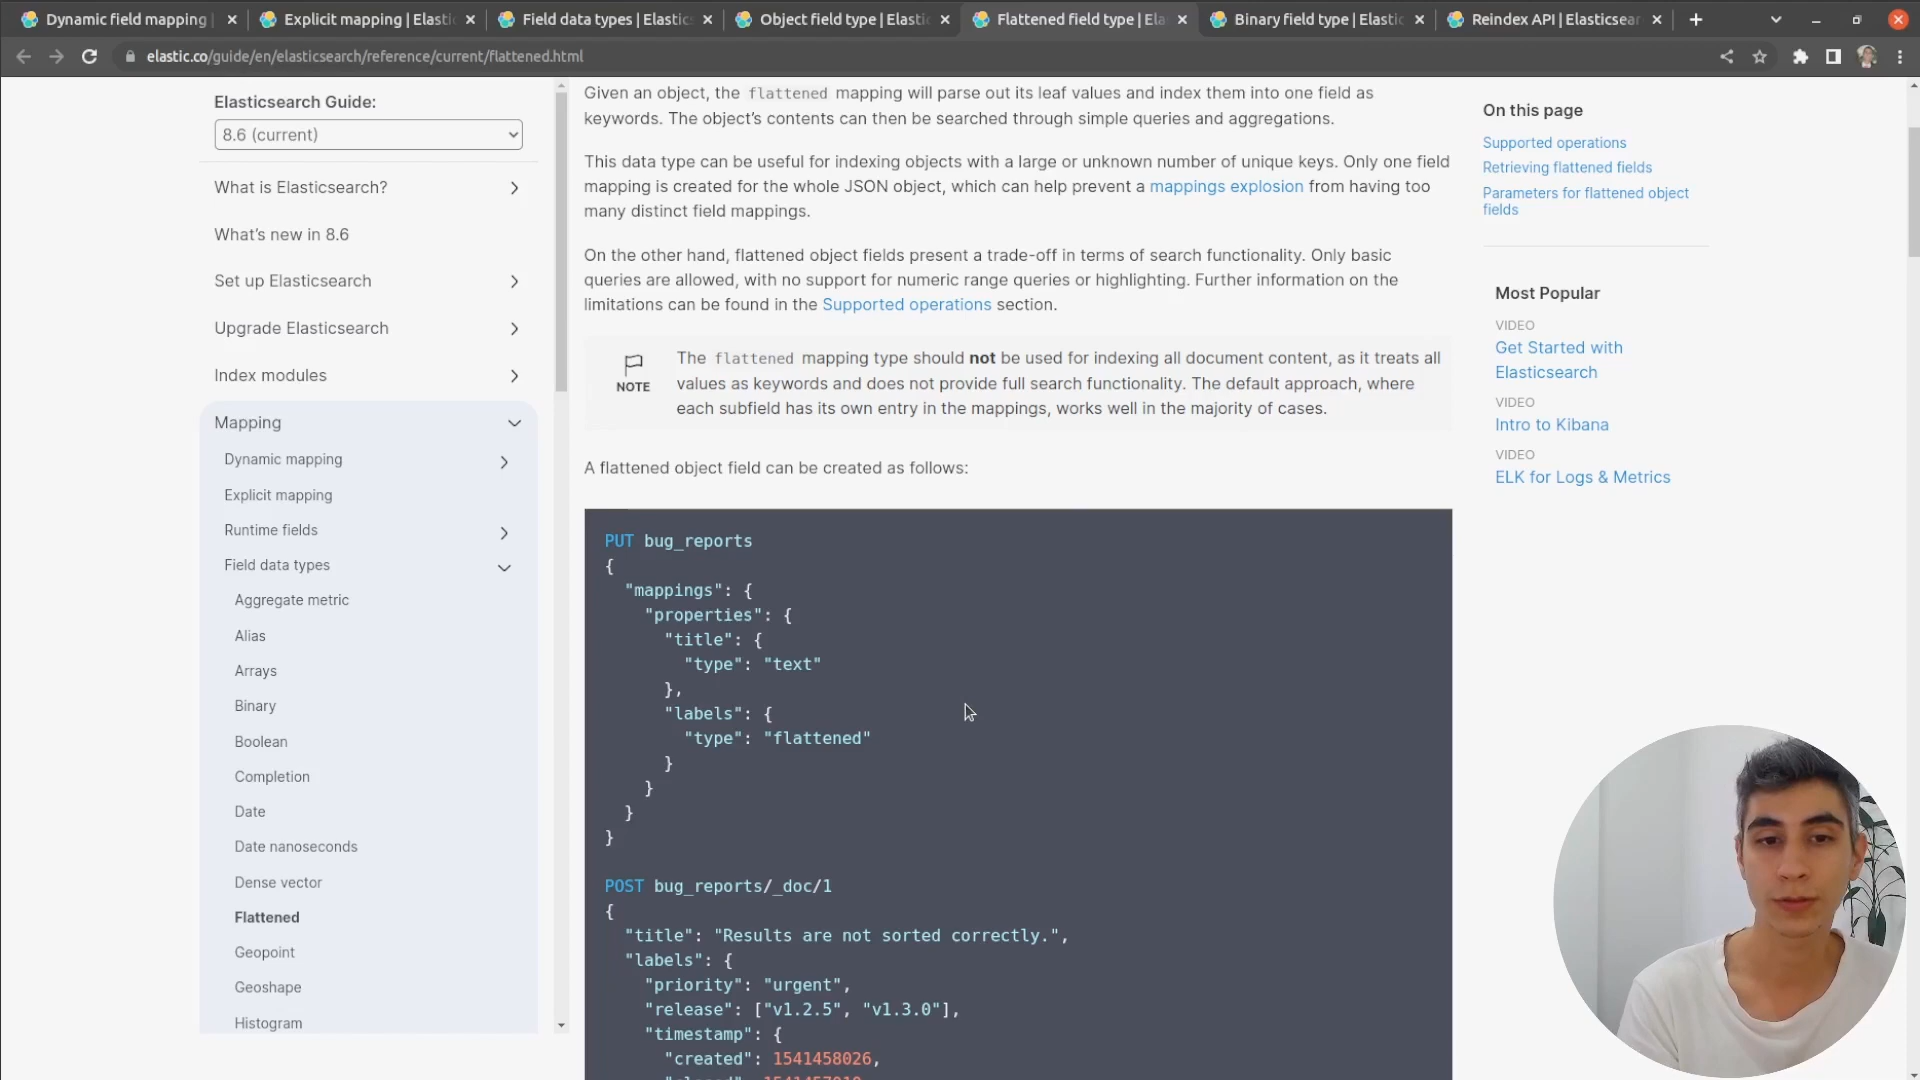 Dynamic field mapping
Explicit mapping | Elastic
Field data types | Elastics
Object field type | Elastic
Flattened field type | Ela
Binary field type | Elastic
Reindex API | Elasticsear
elastic.co/guide/en/elasticsearch/reference/current/flattened.html
Elasticsearch Guide:
8.6 (current)
What is Elasticsearch?
What's new in 8.6
Set up Elasticsearch
Upgrade Elasticsearch
Index modules
Mapping
Dynamic mapping
Explicit mapping
Runtime fields
Field data types
Aggregate metric
Alias
Arrays
Binary
Boolean
Completion
Date
Date nanoseconds
Dense vector
Flattened
Geopoint
Geoshape
Histogram
Given an object, the flattened mapping will parse out its leaf values and index them into one field as
keywords. The object's contents can then be searched through simple queries and aggregations.
This data type can be useful for indexing objects with a large or unknown number of unique keys. Only one field
mapping is created for the whole JSON object, which can help prevent a mappings explosion from having too
many distinct field mappings.
On the other hand, flattened object fields present a trade-off in terms of search functionality. Only basic
queries are allowed, with no support for numeric range queries or highlighting. Further information on the
limitations can be found in the Supported operations section.
NOTE
The flattened mapping type should not be used for indexing all document content, as it treats all
values as keywords and does not provide full search functionality. The default approach, where
each subfield has its own entry in the mappings, works well in the majority of cases.
A flattened object field can be created as follows:
PUT bug_reports
{
"mappings": {
"properties": {
"title": {
"type": "text"
},
"labels": {
"type": "flattened"
}
}
}
}
POST bug_reports/_doc/1
{
"title": "Results are not sorted correctly.",
"labels": {
"priority": "urgent",
"release": ["v1.2.5", "v1.3.0"],
"timestamp": {
"created": 1541458026,
On this page
Supported operations
Retrieving flattened fields
Parameters for flattened object
fields
Most Popular
VIDEO
Get Started with
Elasticsearch
VIDEO
Intro to Kibana
VIDEO
ELK for Logs & Metrics